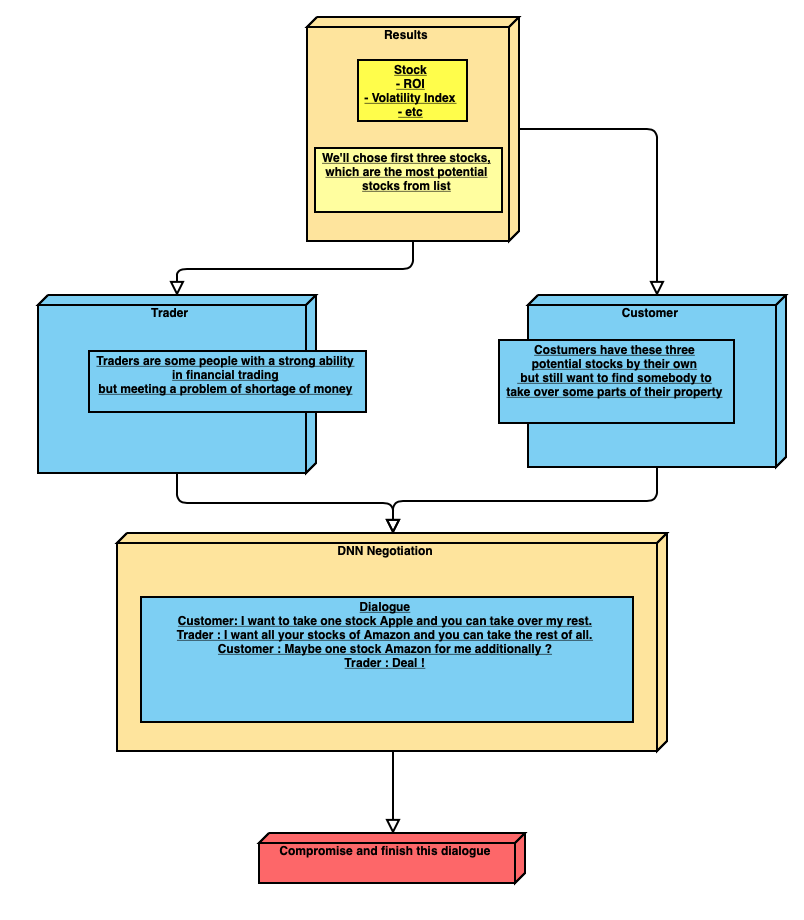 Results
Stock
- ROI
- Volatility Index
- etc
We'll chose first three stocks,
which are the most potential
stocks from list
Trader
Traders are some people with a strong ability
in financial trading
but meeting a problem of shortage of money
Customer
Costumers have these three
potential stocks by their own
but still want to find somebody to
take over some parts of their property
DNN Negotiation
Dialogue
Customer: I want to take one stock Apple and you can take over my rest.
Trader : I want all your stocks of Amazon and you can take the rest of all.
Customer : Maybe one stock Amazon for me additionally ?
Trader : Deal !
Compromise and finish this dialogue